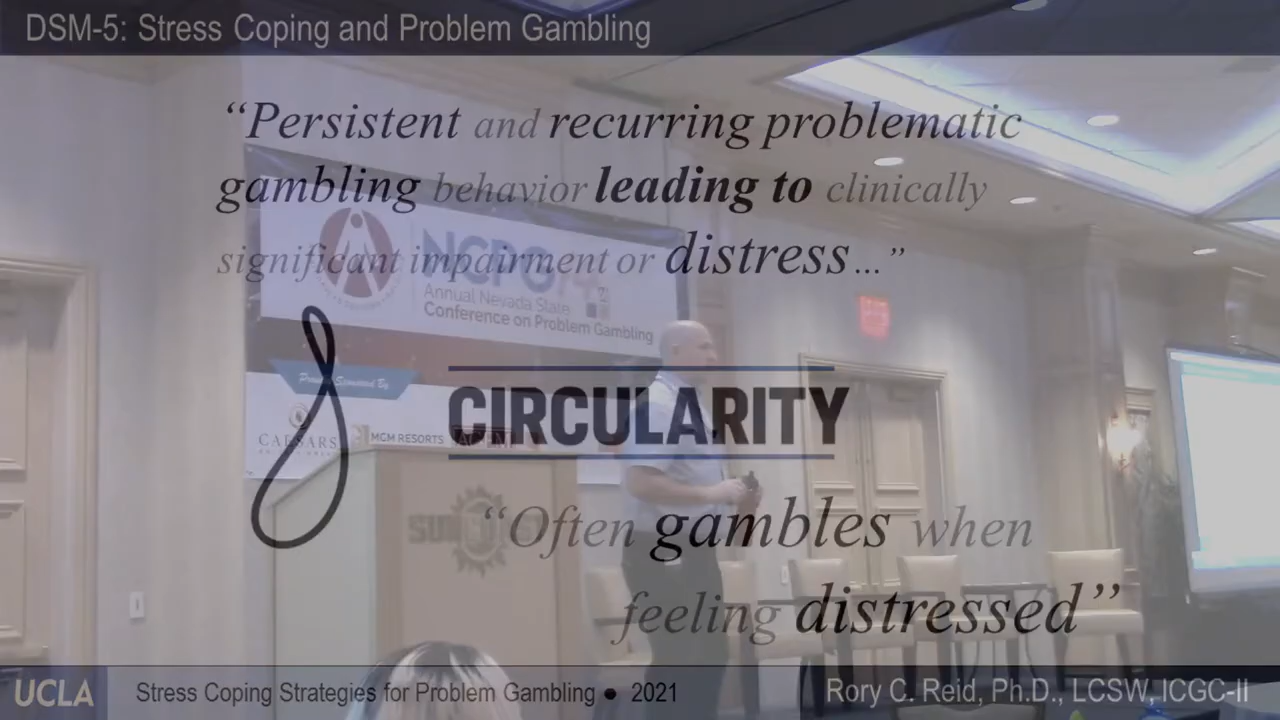 DSM-5: Stress Coping and Problem Gambling
“Persistent and recurring problematic
gambling behavior leading to clinically
significant impairment or distress...”
Annual Nevada State
Conference on Problem Gambling
CIRCULARITY
CAESARS
MGM RESORTS
“Often gambles when
feeling distressed”
UCLA Stress Coping Strategies for Problem Gambling ● 2021 Rory C. Reid, Ph.D., LCSW, ICGC-II